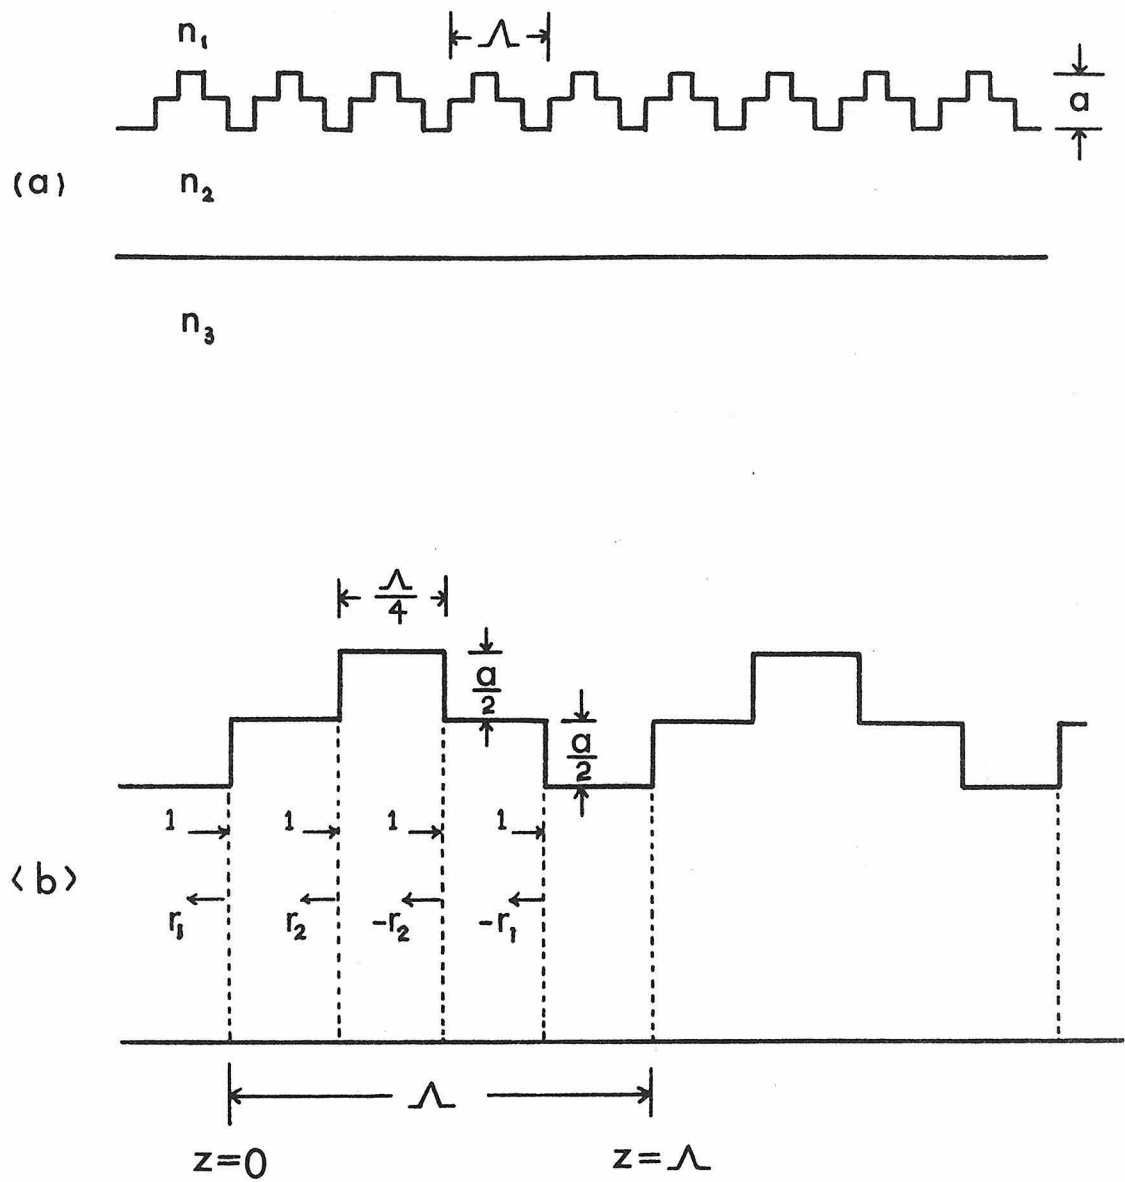 n₁
Λ
a
(a)
n₂
n₃
Λ/4
a/2
a/2
1 1 1 1
<b>
r₁ r₂ -r₂ -r₁
Λ
z=0 z=Λ